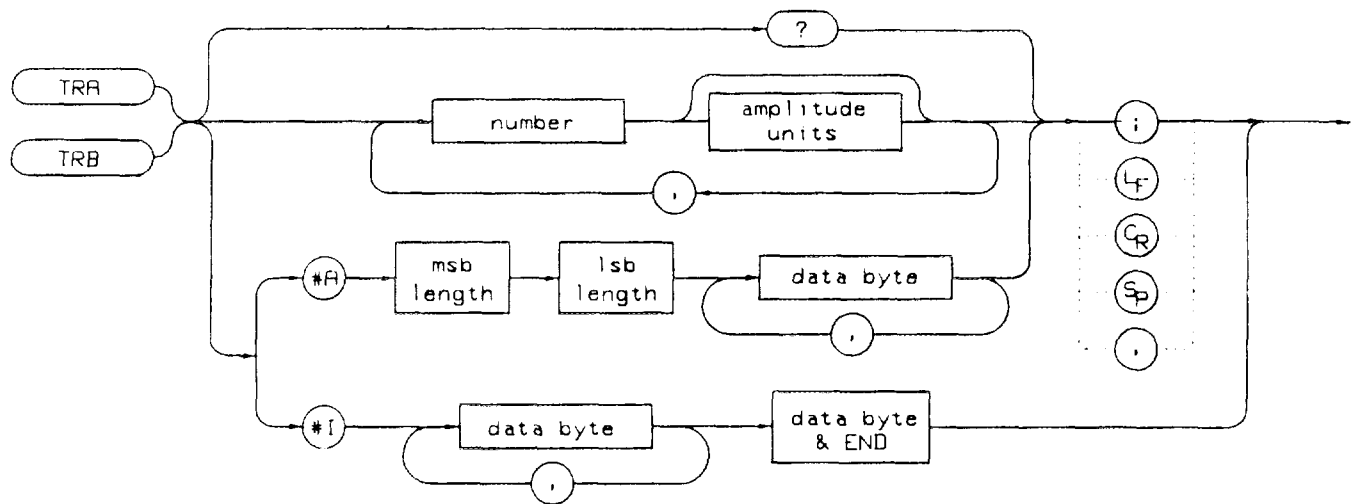 ?
TRA
TRB
number
amplitude
units
,
;
LF
CR
SP
,
#A
msb
length
lsb
length
data byte
,
#I
data byte
,
data byte
& END